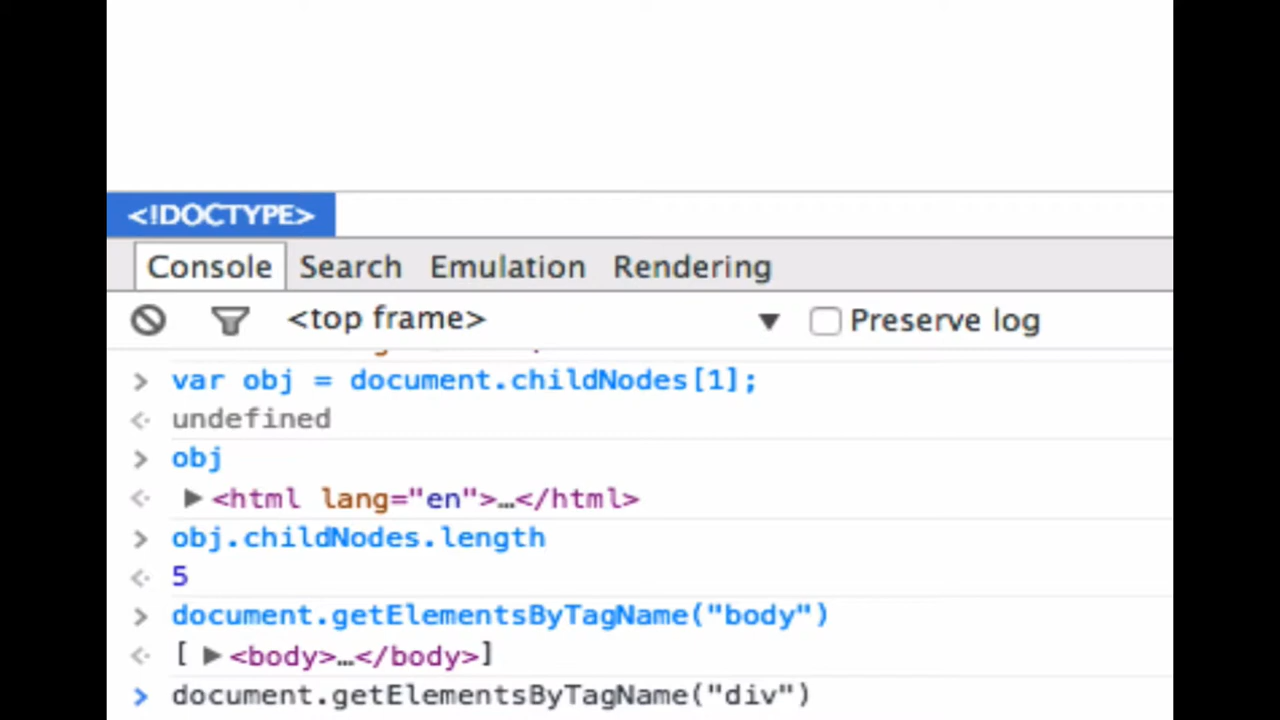 <!DOCTYPE>
Console Search Emulation Rendering
<top frame> ▼ Preserve log
> var obj = document.childNodes[1];
<· undefined
> obj
<· ▶<html lang="en">…</html>
> obj.childNodes.length
<· 5
> document.getElementsByTagName("body")
<· [ ▶<body>…</body>]
> document.getElementsByTagName("div")